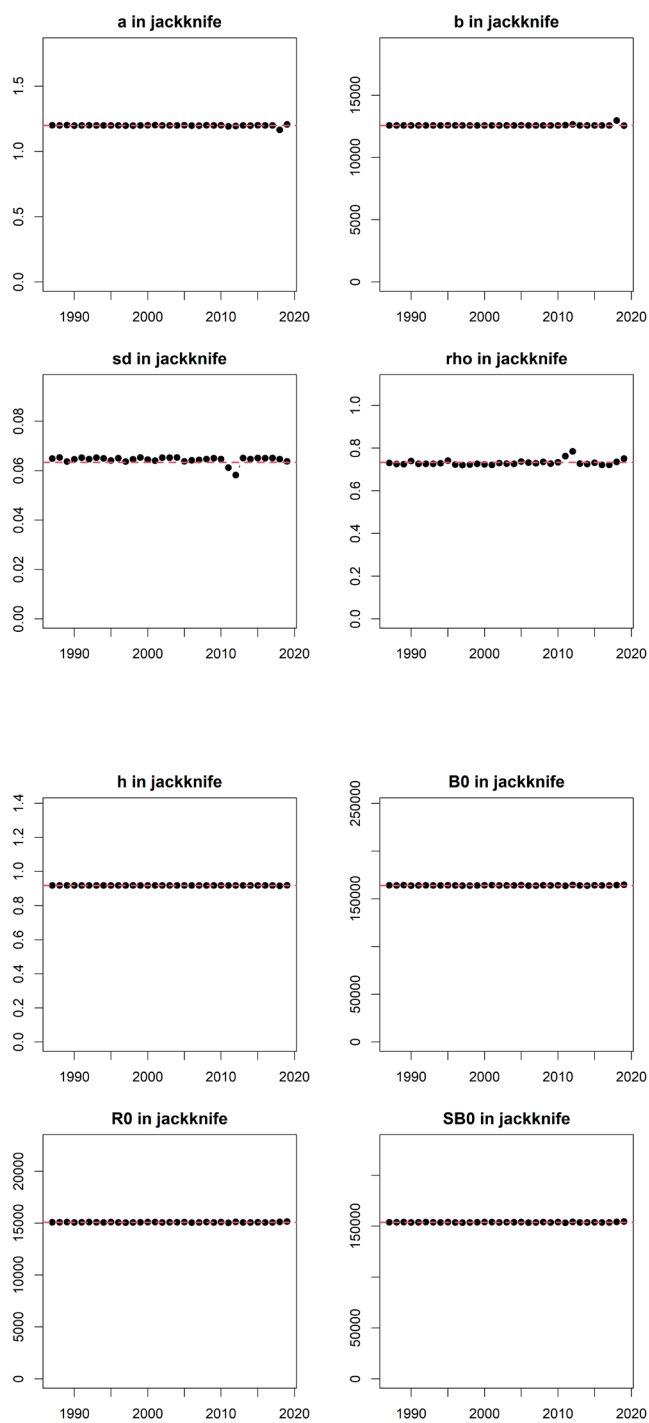 a in jackknife
0.0 0.5 1.0 1.5
1990 2000 2010 2020
b in jackknife
0 5000 10000 15000
1990 2000 2010 2020
sd in jackknife
0.00 0.02 0.04 0.06 0.08
1990 2000 2010 2020
rho in jackknife
0.0 0.2 0.4 0.6 0.8 1.0
1990 2000 2010 2020
h in jackknife
0.0 0.2 0.4 0.6 0.8 1.0 1.2 1.4
1990 2000 2010 2020
B0 in jackknife
0 50000 150000 250000
1990 2000 2010 2020
R0 in jackknife
0 5000 10000 15000 20000
1990 2000 2010 2020
SB0 in jackknife
0 50000 150000
1990 2000 2010 2020